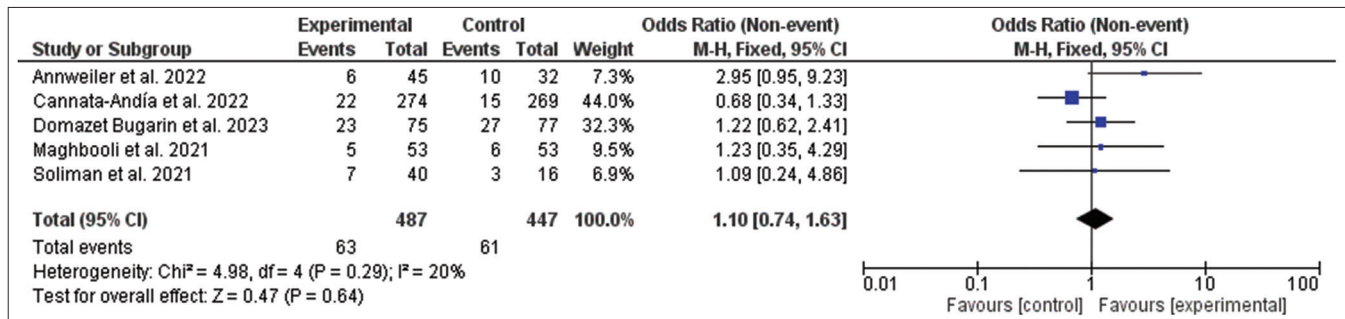 Experimental Control Odds Ratio (Non-event) Odds Ratio (Non-event)
Study or Subgroup Events Total Events Total Weight M-H, Fixed, 95% CI M-H, Fixed, 95% CI
Annweiler et al. 2022 6 45 10 32 7.3% 2.95 [0.95, 9.23]
Cannata-Andía et al. 2022 22 274 15 269 44.0% 0.68 [0.34, 1.33]
Domazet Bugarin et al. 2023 23 75 27 77 32.3% 1.22 [0.62, 2.41]
Maghbooli et al. 2021 5 53 6 53 9.5% 1.23 [0.35, 4.29]
Soliman et al. 2021 7 40 3 16 6.9% 1.09 [0.24, 4.86]
Total (95% CI) 487 447 100.0% 1.10 [0.74, 1.63]
Total events 63 61
Heterogeneity: Chi² = 4.98, df = 4 (P = 0.29); I² = 20%
Test for overall effect: Z = 0.47 (P = 0.64)
0.01 0.1 1 10 100
Favours [control] Favours [experimental]